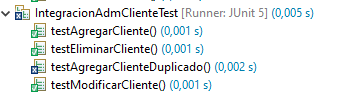 IntegracionAdmClienteTest [Runner: JUnit 5] (0,005 s)
testAgregarCliente() (0,001 s)
testEliminarCliente() (0,001 s)
testAgregarClienteDuplicado() (0,002 s)
testModificarCliente() (0,001 s)